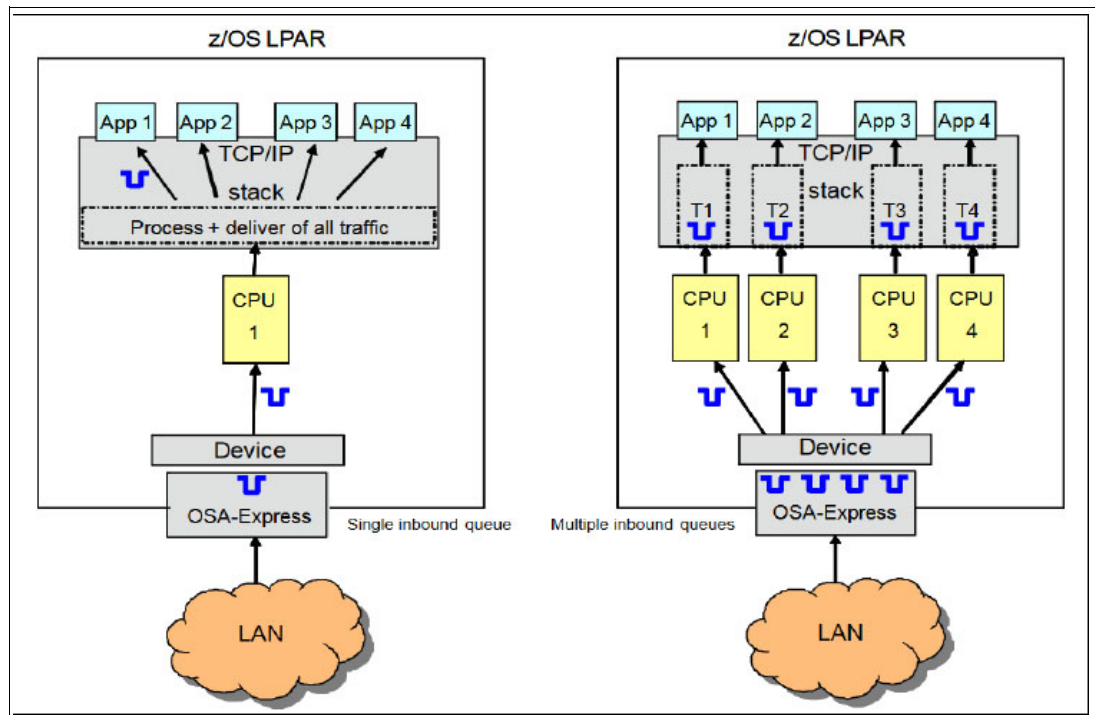 z/OS LPAR
App 1
App 2
App 3
App 4
TCP/IP
stack
Process + deliver of all traffic
CPU
1
Device
OSA-Express
Single inbound queue
LAN
z/OS LPAR
App 1
App 2
App 3
App 4
TCP/IP
stack
T1
T2
T3
T4
CPU
1
CPU
2
CPU
3
CPU
4
Device
OSA-Express
Multiple inbound queues
LAN